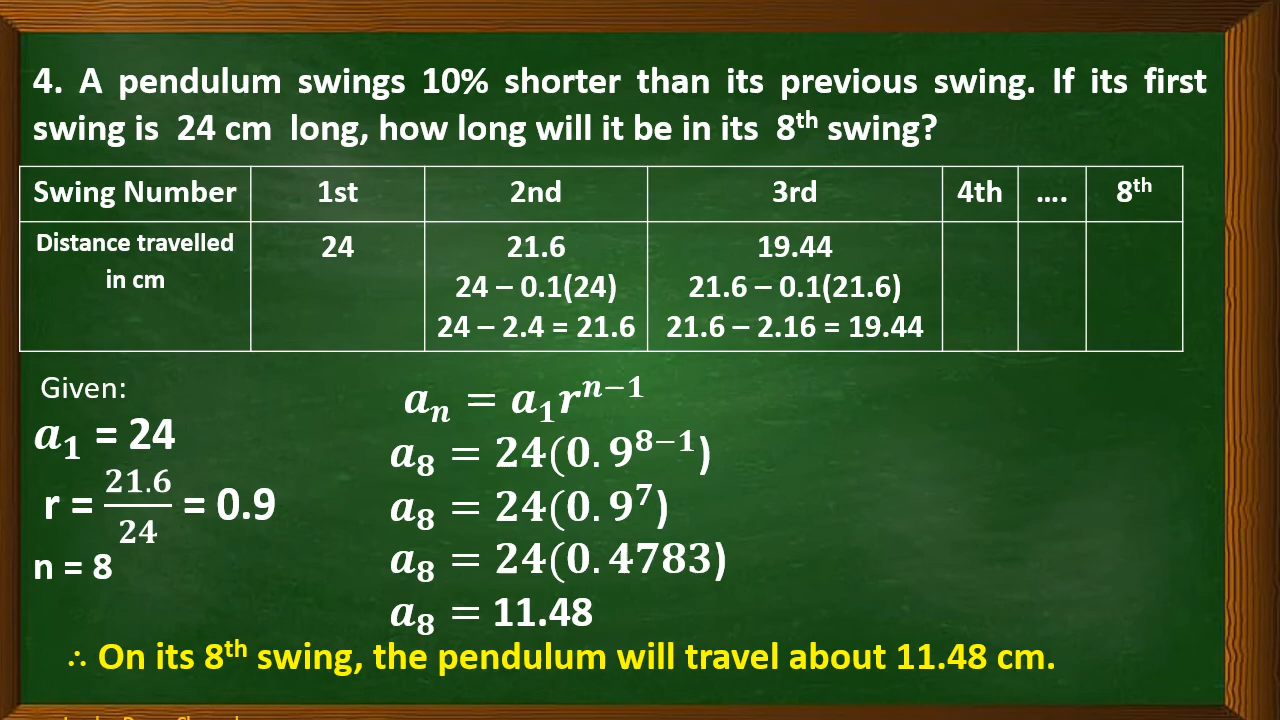 4. A pendulum swings 10% shorter than its previous swing. If its first
swing is 24 cm long, how long will it be in its 8th swing?
Swing Number 1st 2nd 3rd 4th .... 8th
Distance travelled
in cm
24
21.6
24 – 0.1(24)
24 – 2.4 = 21.6
19.44
21.6 – 0.1(21.6)
21.6 – 2.16 = 19.44
Given:
a₁ = 24
r = 21.6/24 = 0.9
n = 8
aₙ = a₁rⁿ⁻¹
a₈ = 24(0.9⁸⁻¹)
a₈ = 24(0.9⁷)
a₈ = 24(0.4783)
a₈ = 11.48
∴ On its 8th swing, the pendulum will travel about 11.48 cm.